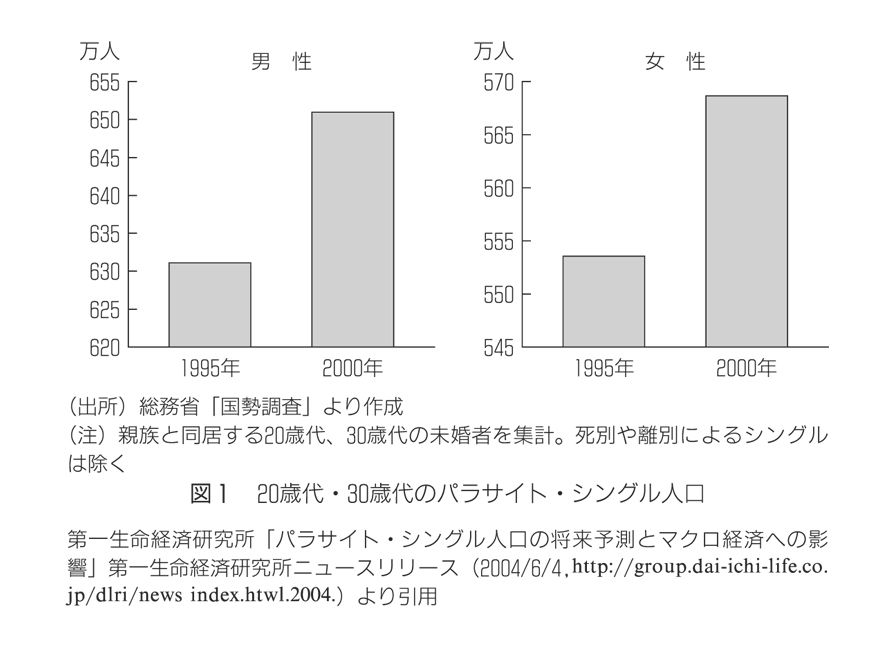 万人
男　性
655
650
645
640
635
630
625
620
1995年
2000年
万人
女　性
570
565
560
555
550
545
1995年
2000年
（出所）総務省「国勢調査」より作成
（注）親族と同居する20歳代、30歳代の未婚者を集計。死別や離別によるシングル
は除く
図1　20歳代・30歳代のパラサイト・シングル人口
第一生命経済研究所「パラサイト・シングル人口の将来予測とマクロ経済への影
響」第一生命経済研究所ニュースリリース（2004/6/4,http://group.dai-ichi-life.co.
jp/dlri/news index.htwl.2004.）より引用